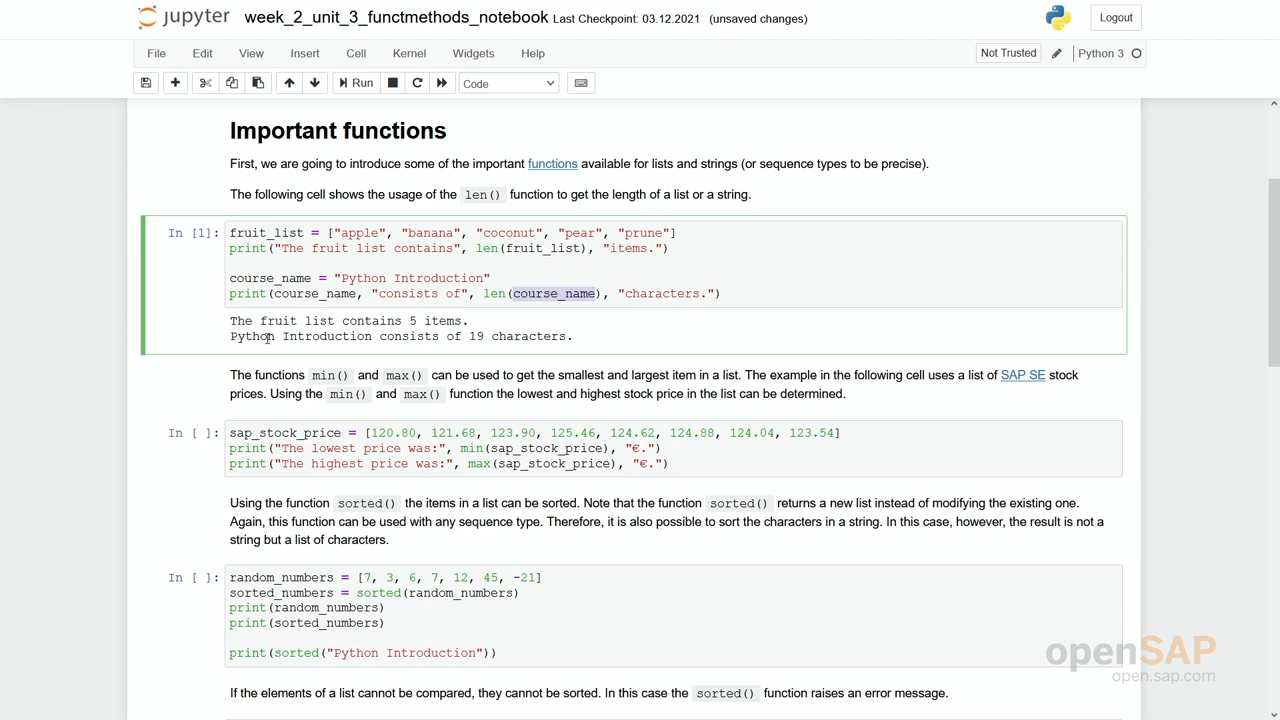 jupyter week_2_unit_3_functmethods_notebook Last Checkpoint: 03.12.2021 (unsaved changes) Logout
File Edit View Insert Cell Kernel Widgets Help Not Trusted Python 3
Run Code
Important functions
First, we are going to introduce some of the important functions available for lists and strings (or sequence types to be precise).
The following cell shows the usage of the len() function to get the length of a list or a string.
In [1]: fruit_list = ["apple", "banana", "coconut", "pear", "prune"]
print("The fruit list contains", len(fruit_list), "items.")
course_name = "Python Introduction"
print(course_name, "consists of", len(course_name), "characters.")
The fruit list contains 5 items.
Python Introduction consists of 19 characters.
The functions min() and max() can be used to get the smallest and largest item in a list. The example in the following cell uses a list of SAP SE stock
prices. Using the min() and max() function the lowest and highest stock price in the list can be determined.
In [ ]: sap_stock_price = [120.80, 121.68, 123.90, 125.46, 124.62, 124.88, 124.04, 123.54]
print("The lowest price was:", min(sap_stock_price), "€.")
print("The highest price was:", max(sap_stock_price), "€.")
Using the function sorted() the items in a list can be sorted. Note that the function sorted() returns a new list instead of modifying the existing one.
Again, this function can be used with any sequence type. Therefore, it is also possible to sort the characters in a string. In this case, however, the result is not a
string but a list of characters.
In [ ]: random_numbers = [7, 3, 6, 7, 12, 45, -21]
sorted_numbers = sorted(random_numbers)
print(random_numbers)
print(sorted_numbers)
print(sorted("Python Introduction"))
openSAP
open.sap.com
If the elements of a list cannot be compared, they cannot be sorted. In this case the sorted() function raises an error message.